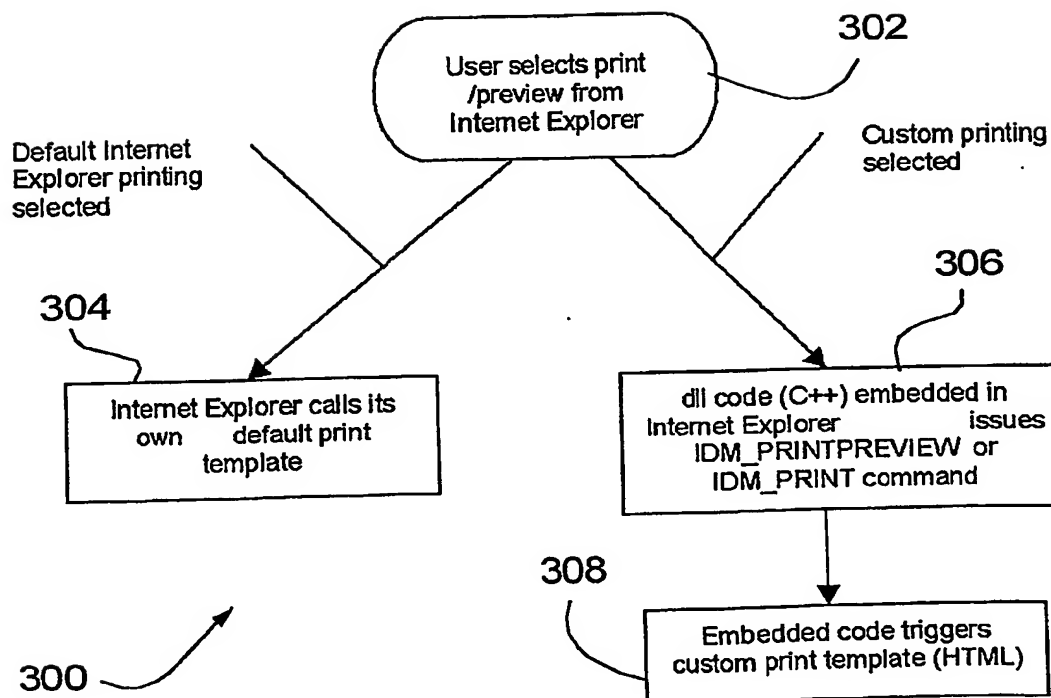 302
User selects print
/preview from
Internet Explorer
Default Internet
Explorer printing
selected
Custom printing
selected
304
306
Internet Explorer calls its
own default print
template
dll code (C++) embedded in
Internet Explorer issues
IDM_PRINTPREVIEW or
IDM_PRINT command
308
Embedded code triggers
custom print template (HTML)
300